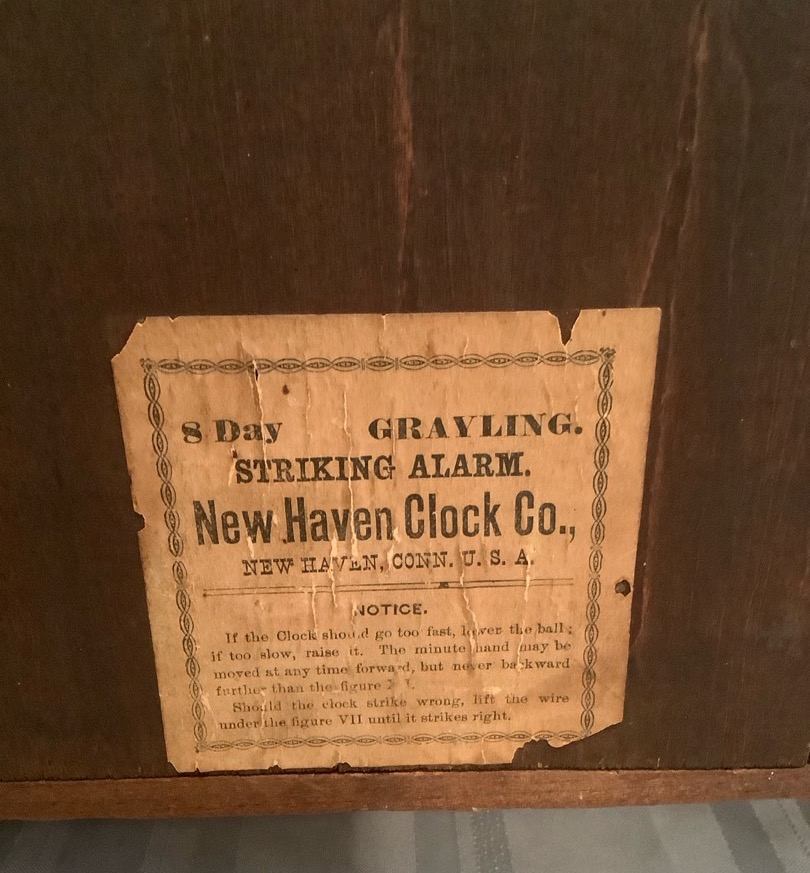 8 Day GRAYLING.
STRIKING ALARM.
New Haven Clock Co.,
NEW HAVEN, CONN. U. S. A.
NOTICE.
If the Clock should go too fast, lower the ball;
if too slow, raise it. The minute hand may be
moved at any time forward, but never backward
further than the figure
Should the clock strike wrong, lift the wire
under the figure VII until it strikes right.